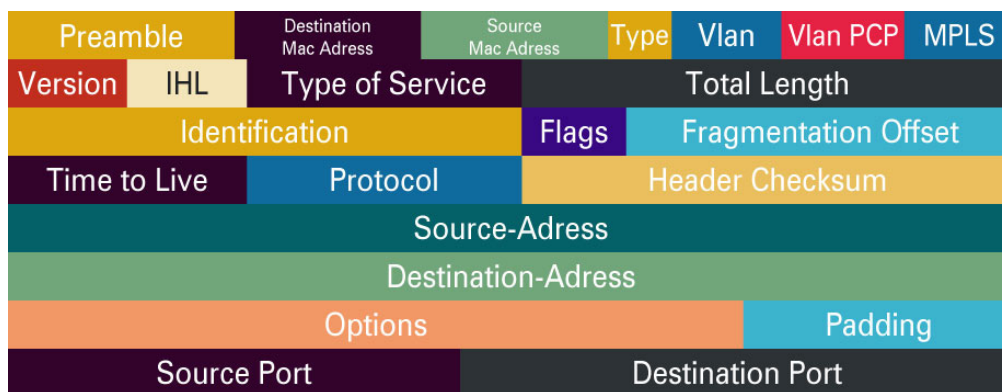 Preamble Destination Mac Adress Source Mac Adress Type Vlan Vlan PCP MPLS
Version IHL Type of Service Total Length
Identification Flags Fragmentation Offset
Time to Live Protocol Header Checksum
Source-Adress
Destination-Adress
Options Padding
Source Port Destination Port